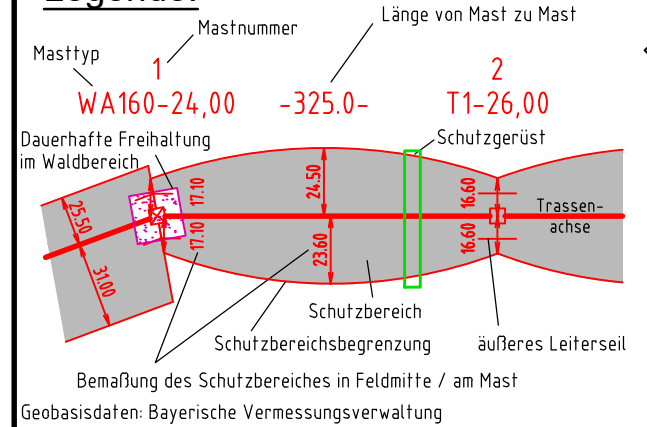 Legende:
Mastnummer
Länge von Mast zu Mast
Masttyp
1
2
WA160-24,00
-325.0-
T1-26,00
Dauerhafte Freihaltung
im Waldbereich
Schutzgerüst
17.10
24.50
16.60
25.50
Trassen-
achse
17.10
23.60
16.60
31.00
Schutzbereich
Schutzbereichsbegrenzung
äußeres Leiterseil
Bemaßung des Schutzbereiches in Feldmitte / am Mast
Geobasisdaten: Bayerische Vermessungsverwaltung